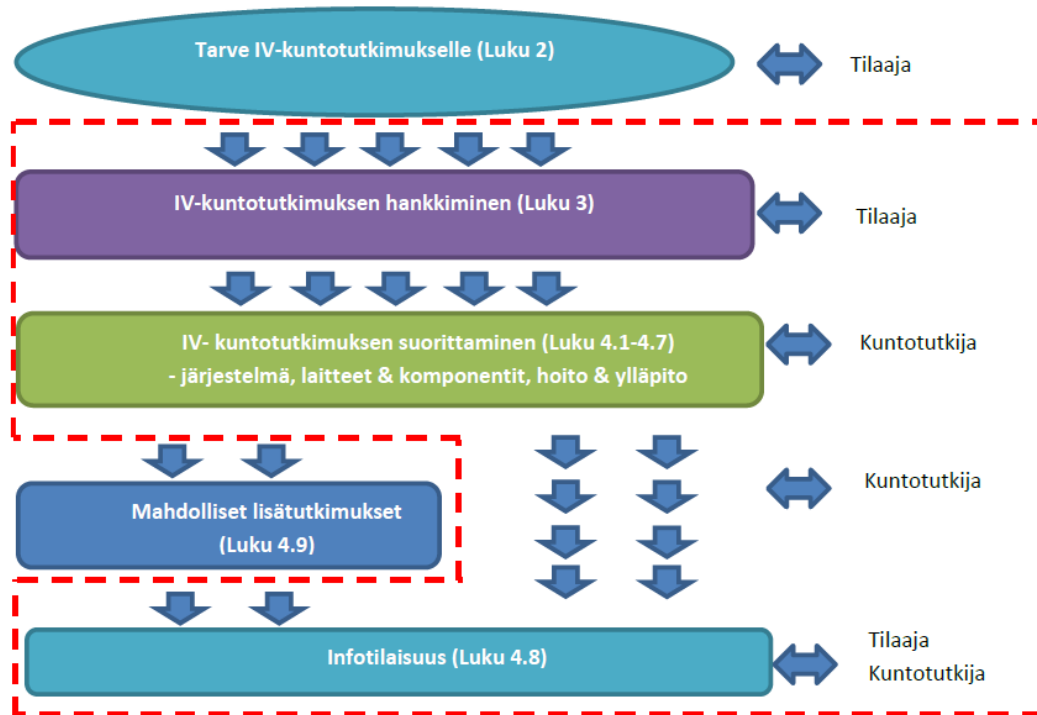 Tarve IV-kuntotutkimukselle (Luku 2)
Tilaaja
IV-kuntotutkimuksen hankkiminen (Luku 3)
Tilaaja
IV- kuntotutkimuksen suorittaminen (Luku 4.1-4.7)
- järjestelmä, laitteet & komponentit, hoito & ylläpito
Kuntotutkija
Mahdolliset lisätutkimukset
(Luku 4.9)
Kuntotutkija
Infotilaisuus (Luku 4.8)
Tilaaja
Kuntotutkija